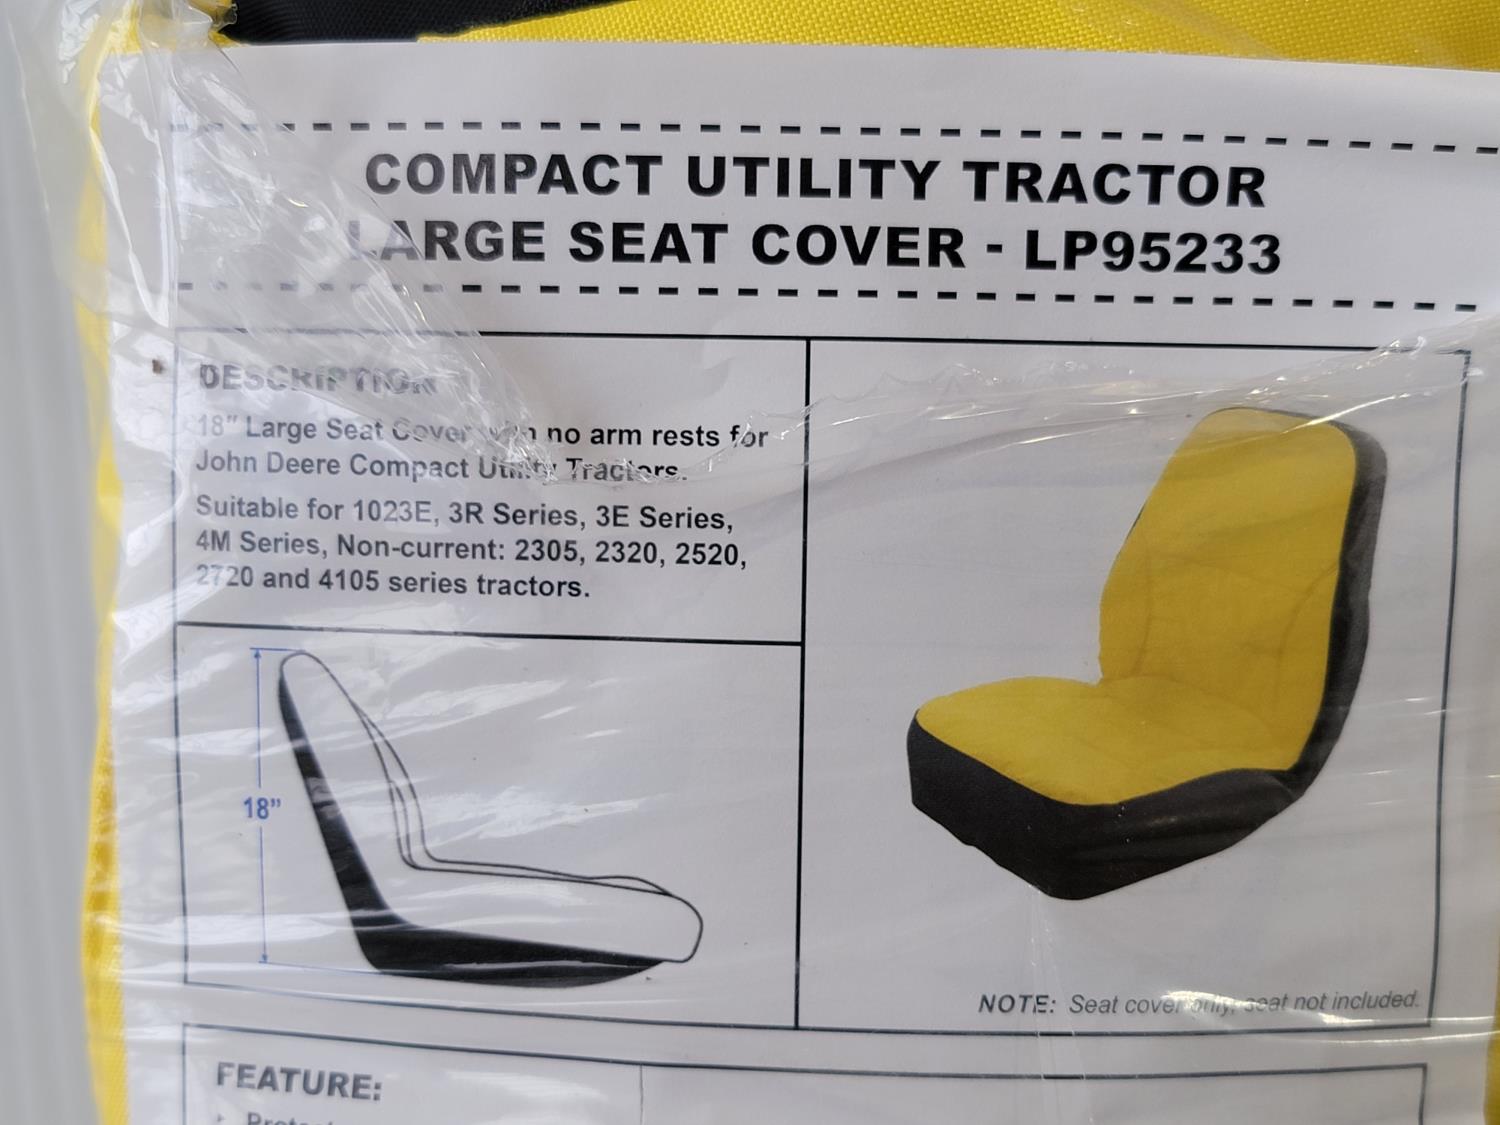 COMPACT UTILITY TRACTOR
LARGE SEAT COVER - LP95233
DESCRIPTION
18" Large Seat Cover with no arm rests for
John Deere Compact Utility Tractors.
Suitable for 1023E, 3R Series, 3E Series,
4M Series, Non-current: 2305, 2320, 2520,
2720 and 4105 series tractors.
18”
NOTE: Seat cover only, seat not included.
FEATURE: